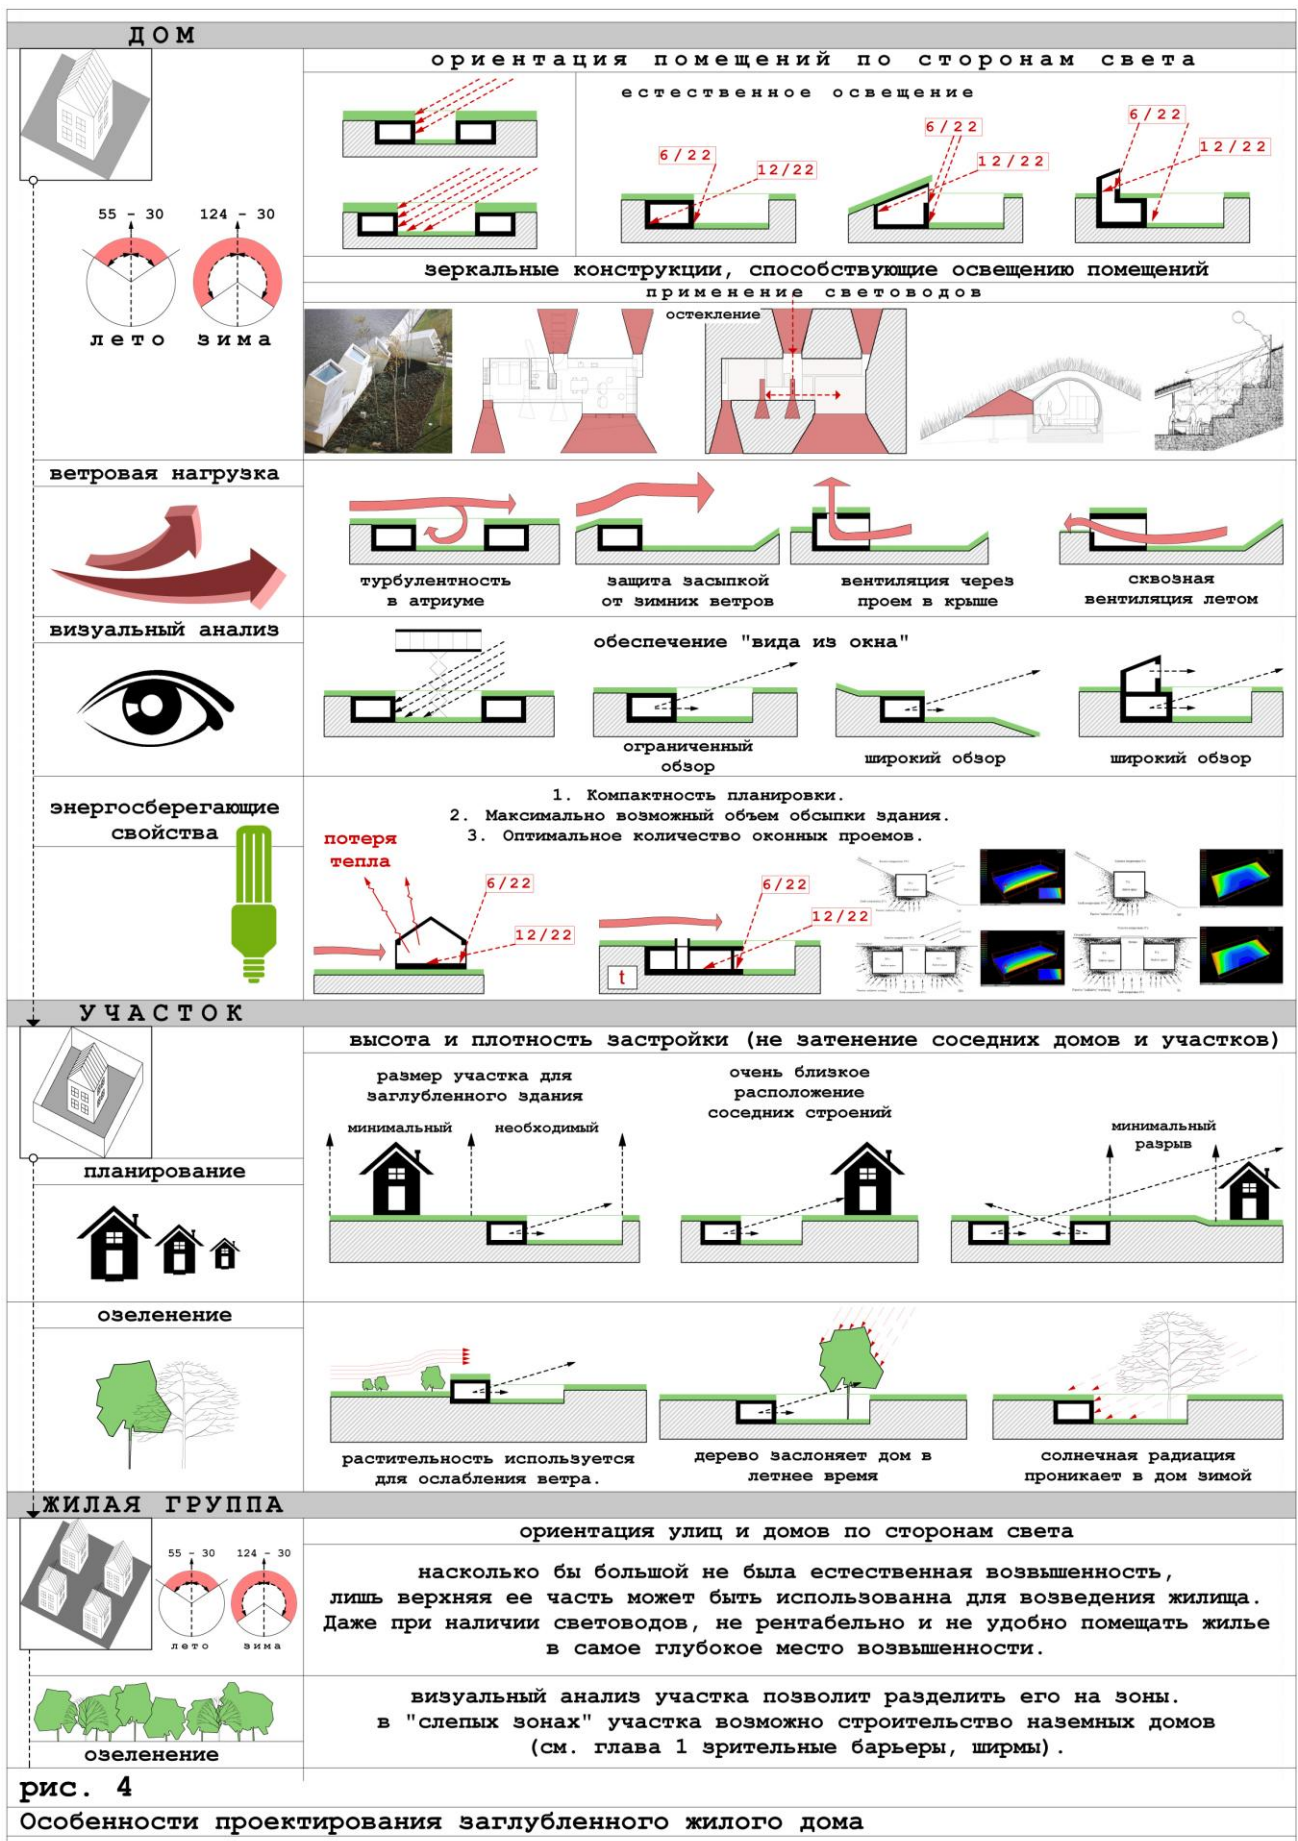 ДОМ
ориентация помещений по сторонам света
естественное освещение
6/22
12/22
6/22
12/22
6/22
12/22
55 - 30
124 - 30
лето
зима
зеркальные конструкции, способствующие освещению помещений
применение световодов
остекление
ветровая нагрузка
турбулентность
в атриуме
защита засыпкой
от зимних ветров
вентиляция через
проем в крыше
сквозная
вентиляция летом
визуальный анализ
обеспечение "вида из окна"
ограниченный
обзор
широкий обзор
широкий обзор
энергосберегающие
свойства
1. Компактность планировки.
2. Максимально возможный объем обсыпки здания.
3. Оптимальное количество оконных проемов.
потеря
тепла
6/22
12/22
6/22
12/22
t
УЧАСТОК
высота и плотность застройки (не затенение соседних домов и участков)
размер участка для
заглубленного здания
минимальный
необходимый
очень близкое
расположение
соседних строений
минимальный
разрыв
планирование
озеленение
растительность используется
для ослабления ветра.
дерево заслоняет дом в
летнее время
солнечная радиация
проникает в дом зимой
ЖИЛАЯ ГРУППА
ориентация улиц и домов по сторонам света
55 - 30
124 - 30
лето
зима
насколько бы большой не была естественная возвышенность,
лишь верхняя ее часть может быть использованна для возведения жилища.
Даже при наличии световодов, не рентабельно и не удобно помещать жилье
в самое глубокое место возвышенности.
визуальный анализ участка позволит разделить его на зоны.
в "слепых зонах" участка возможно строительство наземных домов
(см. глава 1 зрительные барьеры, ширмы).
озеленение
рис. 4
Особенности проектирования заглубленного жилого дома